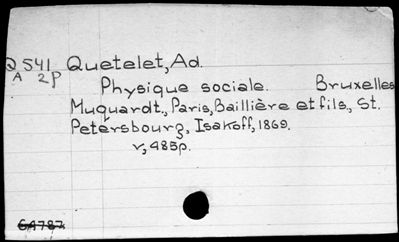 Q 541 Quetelet, Ad.
A 2p
Physique sociale. Bruxelles
Muquardt., Paris, Baillière et fils., St.
Petersbourg, Isakoff, 1869.
v, 485p.
64787